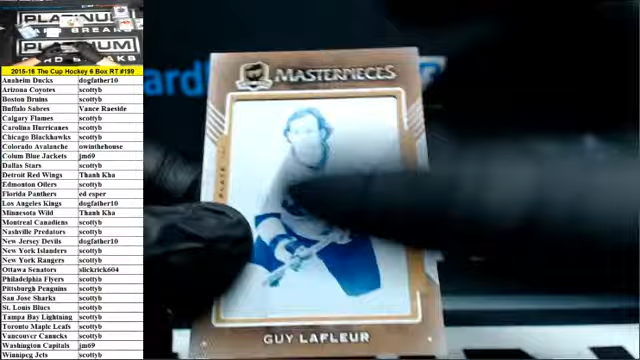 PLATINUM
CARD BREAKS
PLATINUM
2015-16 The Cup Hockey 6 Box RT #199
Anaheim Ducks dogfather10
Arizona Coyotes scottyb
Boston Bruins scottyb
Buffalo Sabres Vance Raeside
Calgary Flames scottyb
Carolina Hurricanes scottyb
Chicago Blackhawks scottyb
Colorado Avalanche owinthehouse
Colum Blue Jackets jm69
Dallas Stars scottyb
Detroit Red Wings Thanh Kha
Edmonton Oilers scottyb
Florida Panthers ed esper
Los Angeles Kings dogfather10
Minnesota Wild Thanh Kha
Montreal Canadiens scottyb
Nashville Predators scottyb
New Jersey Devils dogfather10
New York Islanders scottyb
New York Rangers scottyb
Ottawa Senators slickrick604
Philadelphia Flyers scottyb
Pittsburgh Penguins scottyb
San Jose Sharks scottyb
St. Louis Blues scottyb
Tampa Bay Lightning scottyb
Toronto Maple Leafs scottyb
Vancouver Canucks scottyb
Washington Capitals jm69
Winnipeg Jets scottyb
MASTERPIECES
GUY LAFLEUR